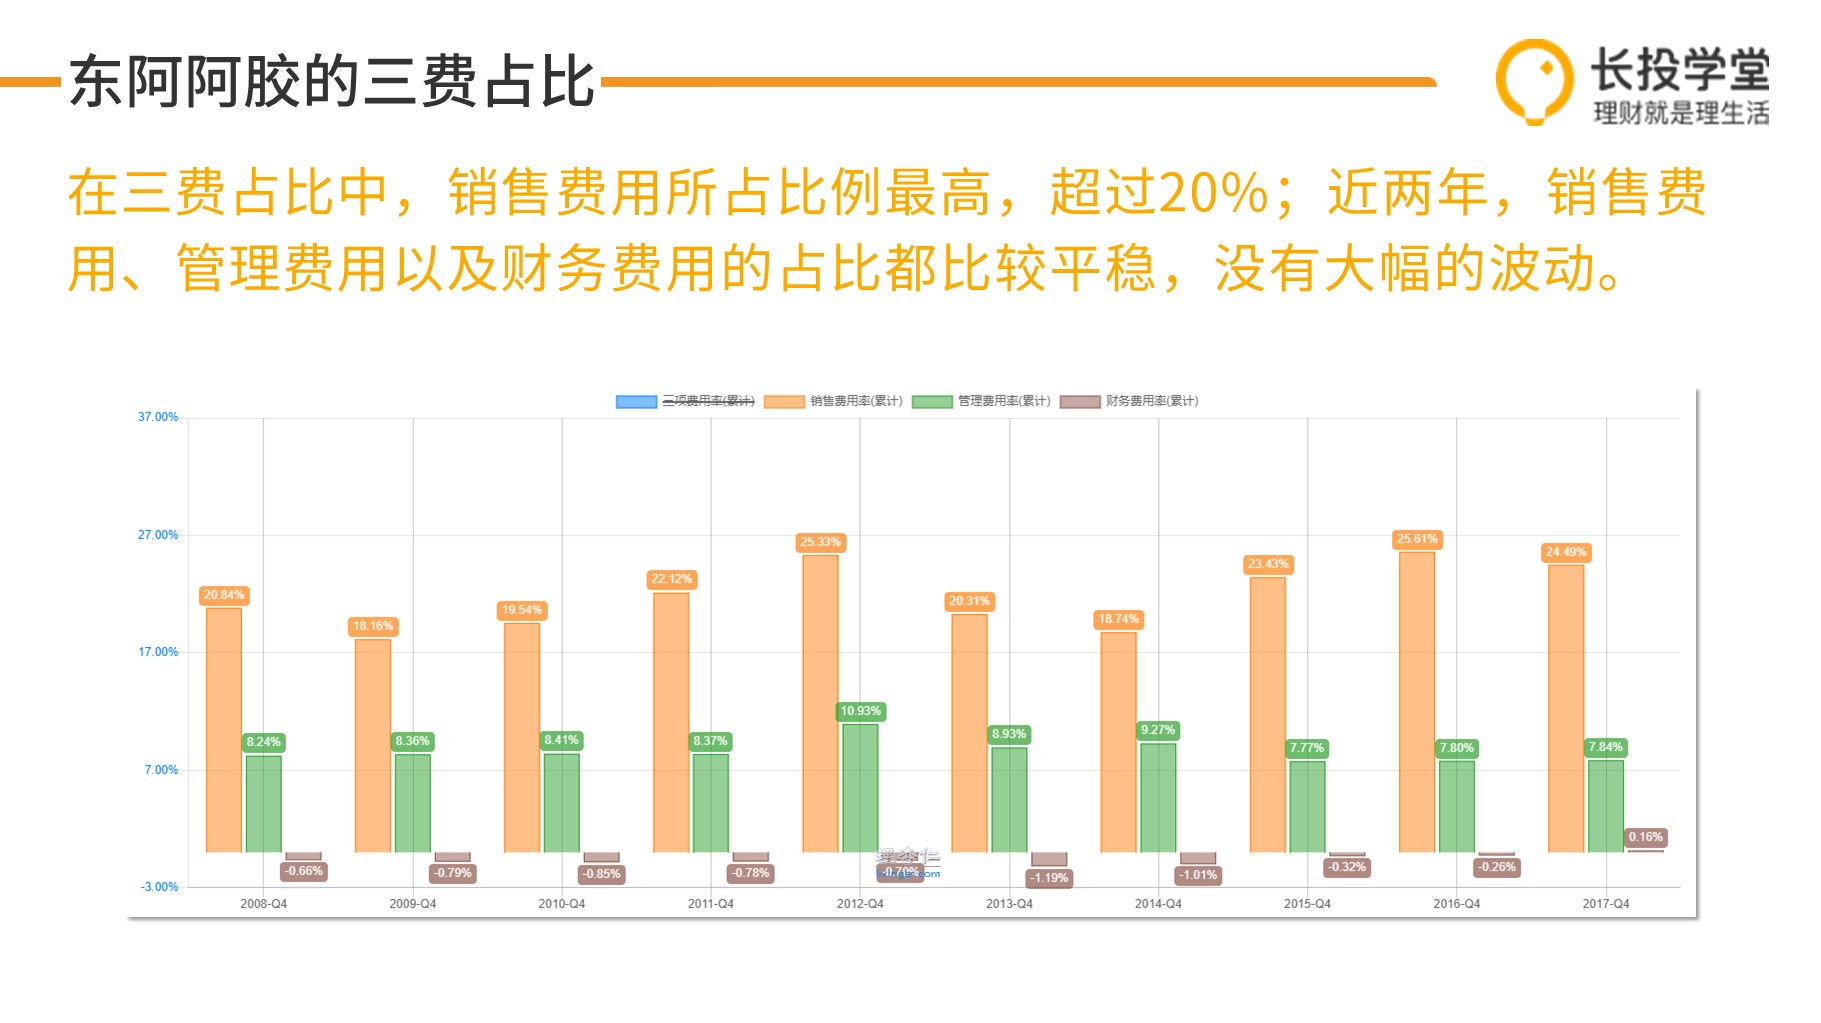 东阿阿胶的三费占比
长投学堂
理财就是理生活
在三费占比中，销售费用所占比例最高，超过20%；近两年，销售费
用、管理费用以及财务费用的占比都比较平稳，没有大幅的波动。
三项费用率(累计) 销售费用率(累计) 管理费用率(累计) 财务费用率(累计)
37.00%
27.00%
17.00%
7.00%
-3.00%
20.84% 8.24% -0.66%
18.16% 8.36% -0.79%
19.54% 8.41% -0.85%
22.12% 8.37% -0.78%
25.33% 10.93%
20.31% 8.93% -1.19%
18.74% 9.27% -1.01%
23.43% 7.77% -0.32%
25.61% 7.80% -0.26%
24.49% 7.84% 0.16%
理杏仁
2008-Q4 2009-Q4 2010-Q4 2011-Q4 2012-Q4 2013-Q4 2014-Q4 2015-Q4 2016-Q4 2017-Q4